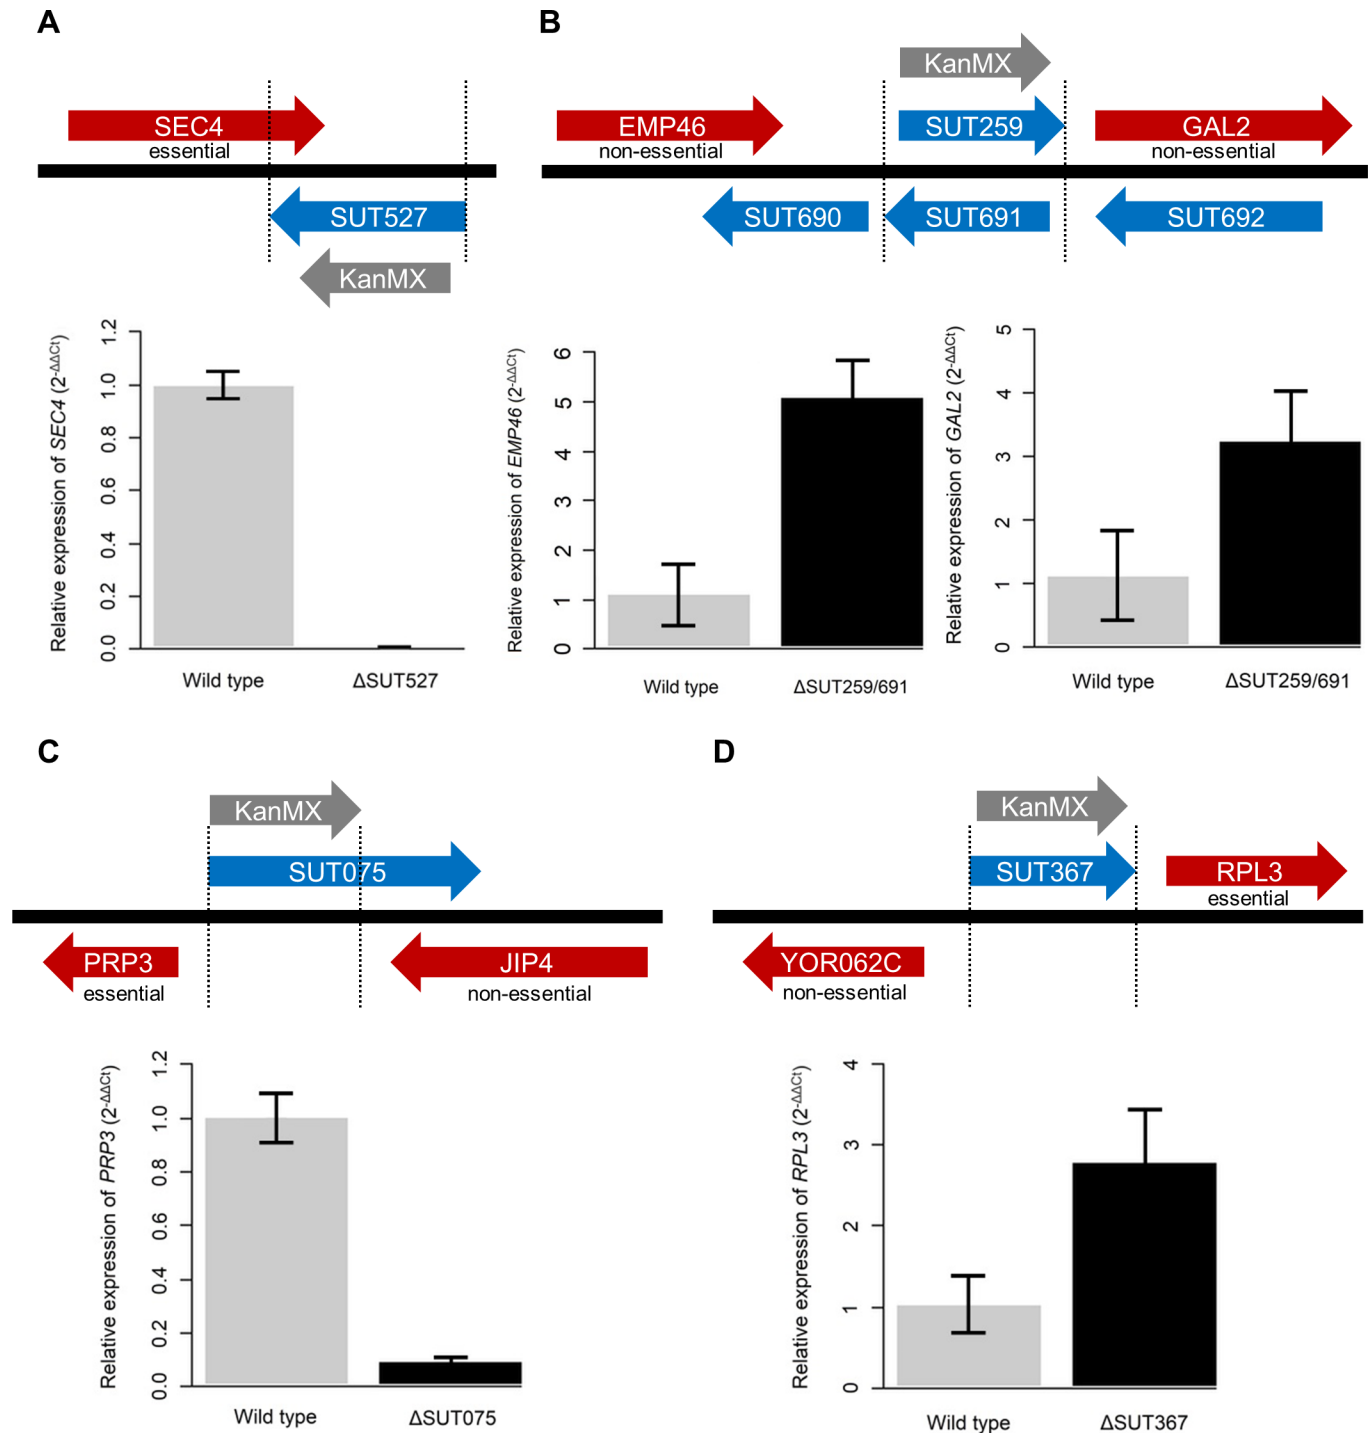 A
SEC4
essential
SUT527
KanMX
Relative expression of SEC4 (2-ΔΔCt)
1.2
1.0
0.8
0.6
0.4
0.2
0.0
Wild type
ΔSUT527
B
KanMX
EMP46
non-essential
SUT259
GAL2
non-essential
SUT690
SUT691
SUT692
Relative expression of EMP46 (2-ΔΔCt)
6
5
4
3
2
1
0
Wild type
ΔSUT259/691
Relative expression of GAL2 (2-ΔΔCt)
5
4
3
2
1
0
Wild type
ΔSUT259/691
C
KanMX
SUT075
PRP3
essential
JIP4
non-essential
Relative expression of PRP3 (2-ΔΔCt)
1.2
1.0
0.8
0.6
0.4
0.2
0.0
Wild type
ΔSUT075
D
KanMX
SUT367
RPL3
essential
YOR062C
non-essential
Relative expression of RPL3 (2-ΔΔCt)
4
3
2
1
0
Wild type
ΔSUT367